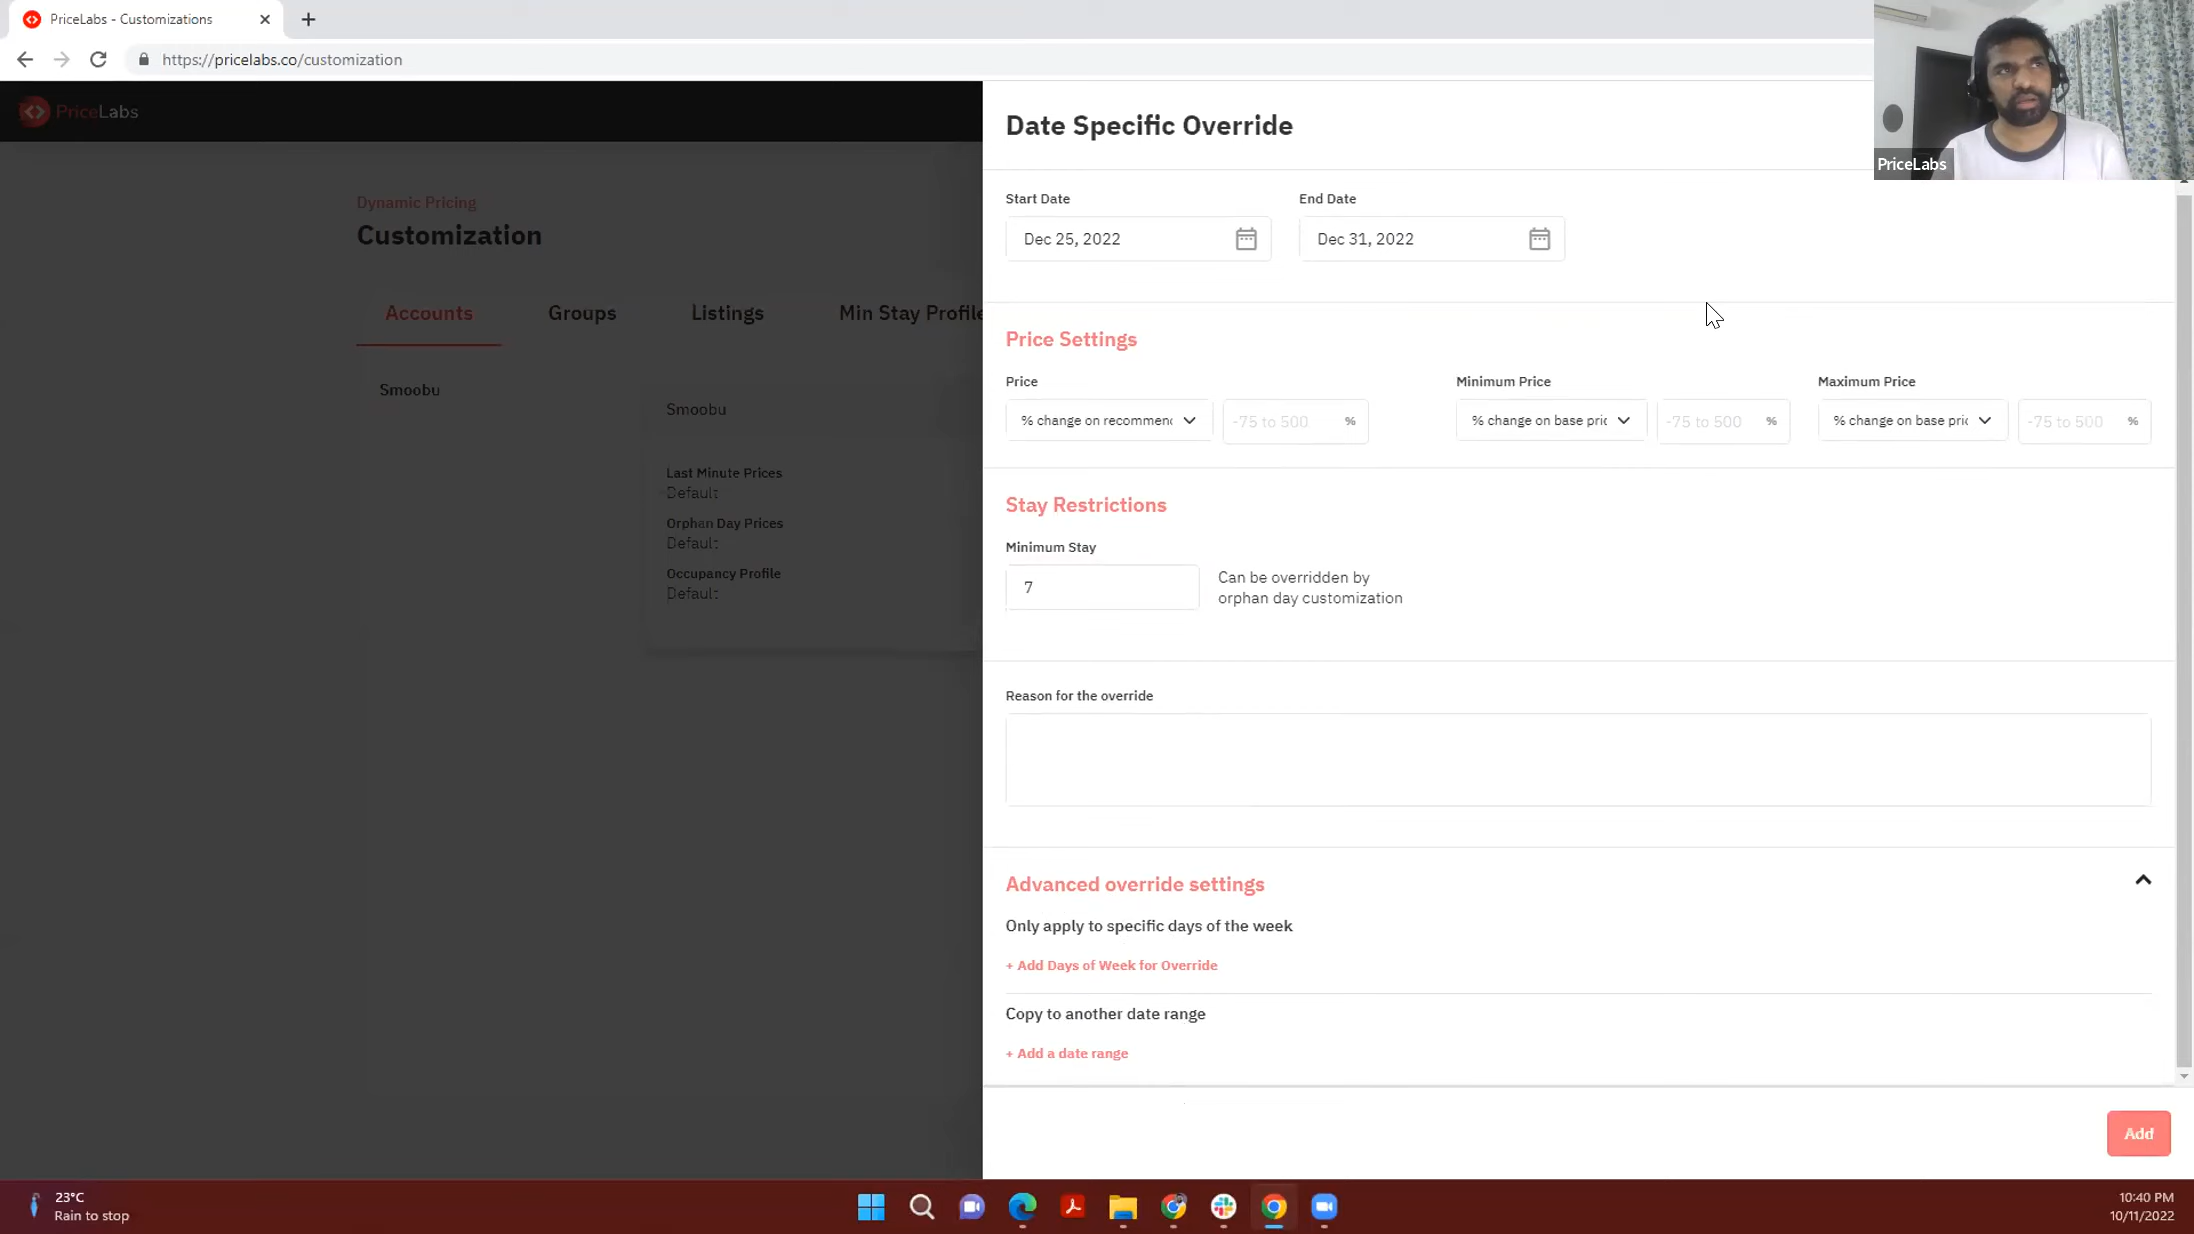 PriceLabs - Customizations
https://pricelabs.co/customization
PriceLabs
PriceLabs
Date Specific Override
Start Date
End Date
Dec 25, 2022
Dec 31, 2022
Dynamic Pricing
Customization
Accounts
Groups
Listings
Min Stay Profile
Smoobu
Smoobu
Last Minute Prices
Default
Orphan Day Prices
Default
Occupancy Profile
Default
Price Settings
Price
Minimum Price
Maximum Price
% change on recommen
-75 to 500 %
% change on base pric
-75 to 500 %
% change on base pric
-75 to 500 %
Stay Restrictions
Minimum Stay
7
Can be overridden by
orphan day customization
Reason for the override
Advanced override settings
Only apply to specific days of the week
+ Add Days of Week for Override
Copy to another date range
+ Add a date range
Add
23°C
Rain to stop
10:40 PM
10/11/2022